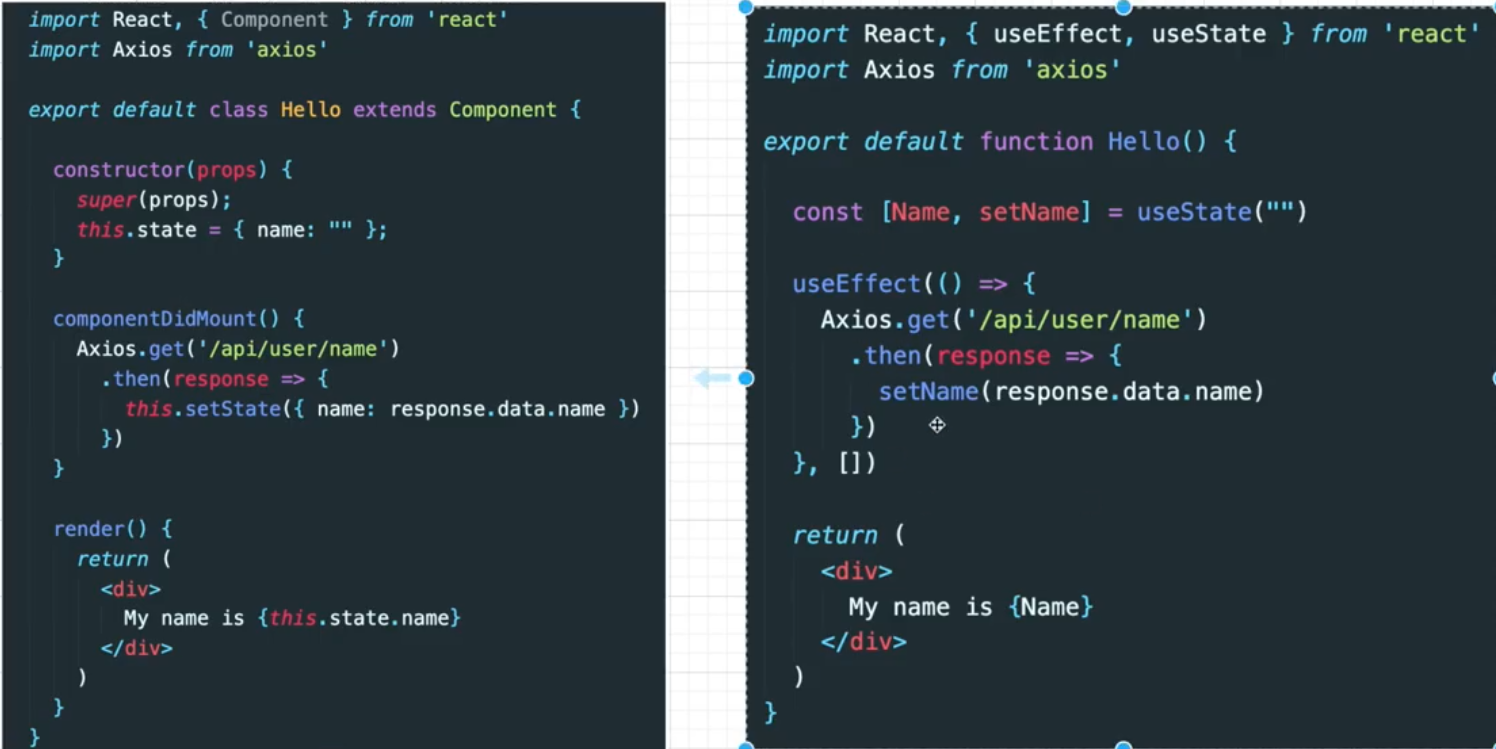 import React, { Component } from 'react'
import Axios from 'axios'
export default class Hello extends Component {
constructor(props) {
super(props);
this.state = { name: "" };
}
componentDidMount() {
Axios.get('/api/user/name')
.then(response => {
this.setState({ name: response.data.name })
})
}
render() {
return (
<div>
My name is {this.state.name}
</div>
)
}
}
import React, { useEffect, useState } from 'react'
import Axios from 'axios'
export default function Hello() {
const [Name, setName] = useState("")
useEffect(() => {
Axios.get('/api/user/name')
.then(response => {
setName(response.data.name)
})
}, [])
return (
<div>
My name is {Name}
</div>
)
}